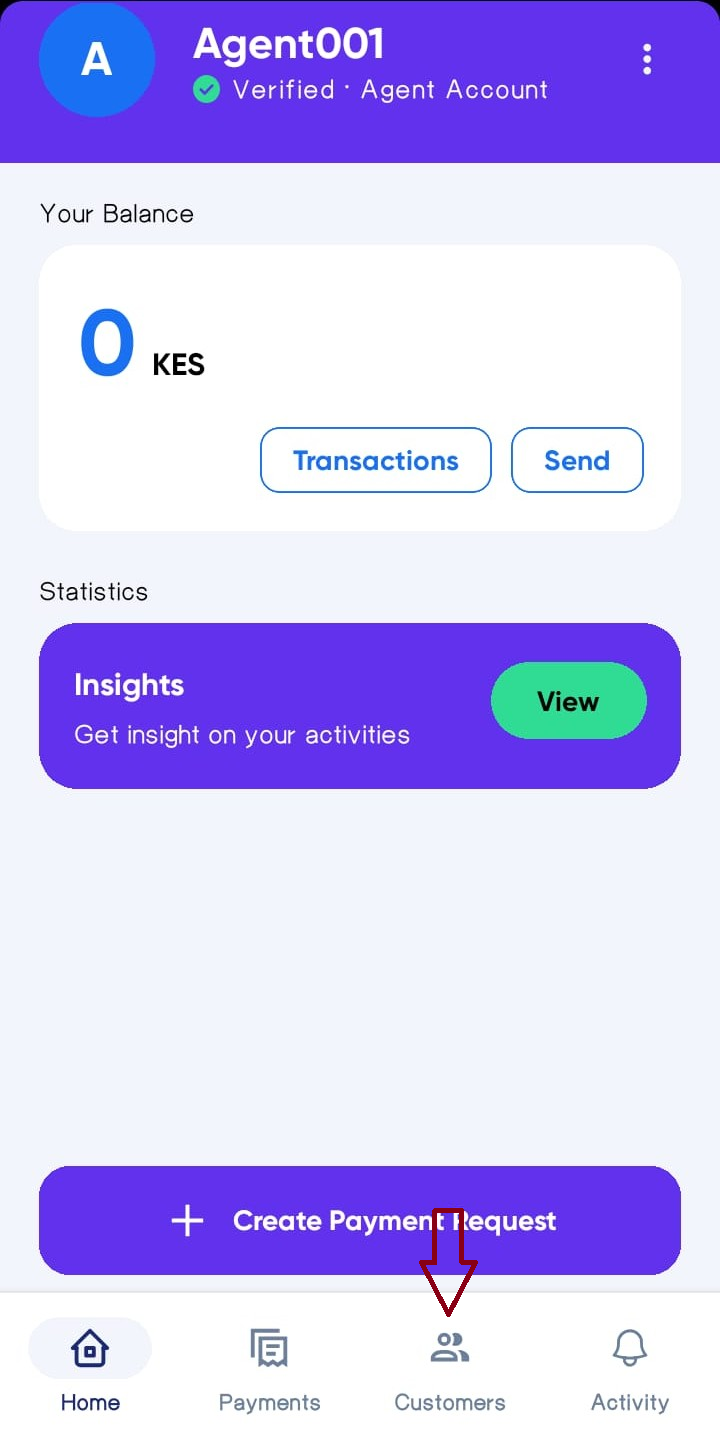 A
Agent001
Verified · Agent Account
Your Balance
0 KES
Transactions
Send
Statistics
Insights
Get insight on your activities
View
Create Payment Request
Home
Payments
Customers
Activity